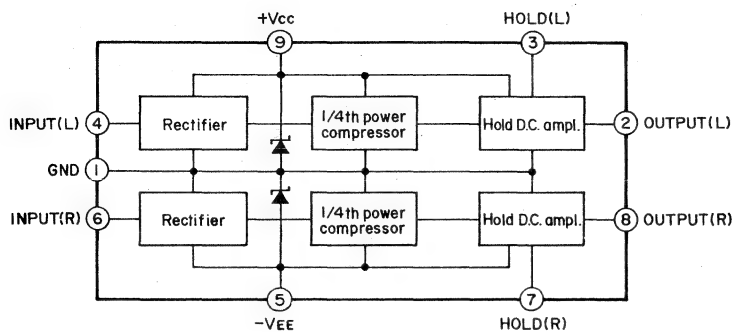 +Vcc
HOLD(L)
9
3
INPUT(L)
4
Rectifier
1/4th power
compressor
Hold D.C. ampl.
2
OUTPUT(L)
GND
1
INPUT(R)
6
Rectifier
1/4th power
compressor
Hold D.C. ampl.
8
OUTPUT(R)
5
7
-VEE
HOLD(R)